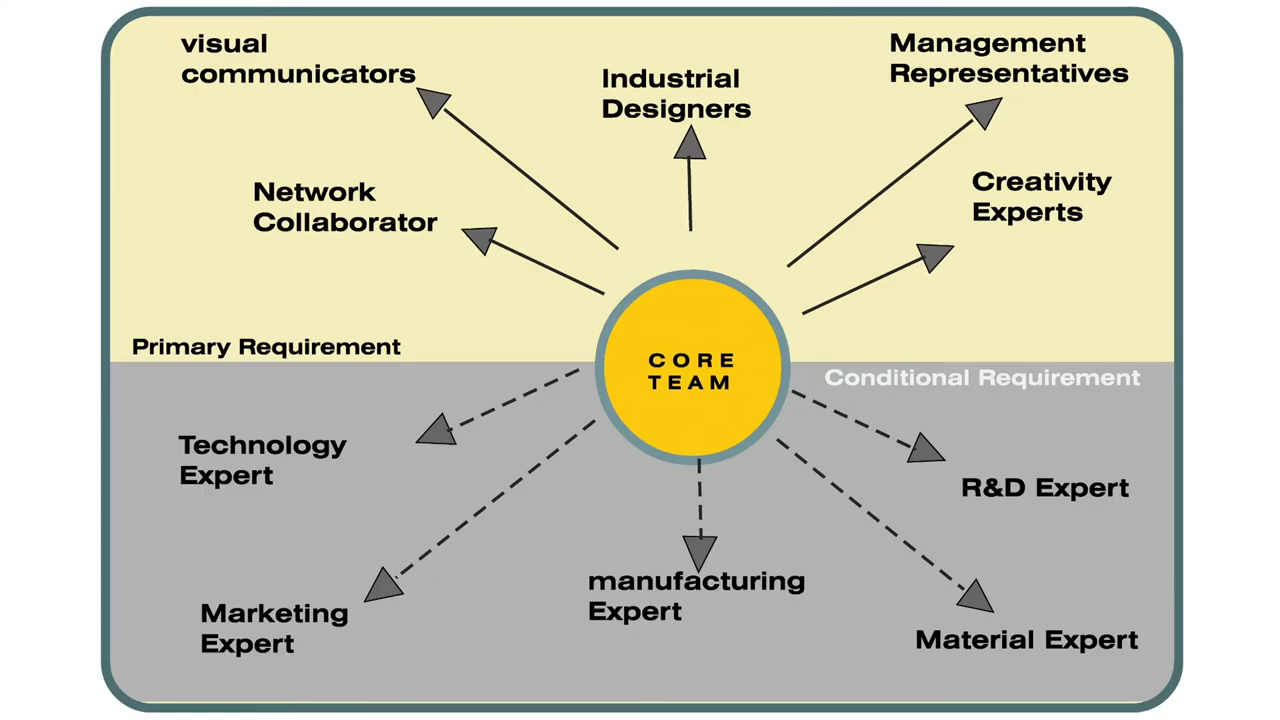 visual
communicators
Industrial
Designers
Management
Representatives
Network
Collaborator
Creativity
Experts
Primary Requirement
CORE
TEAM
Conditional Requirement
Technology
Expert
R&D Expert
Marketing
Expert
manufacturing
Expert
Material Expert